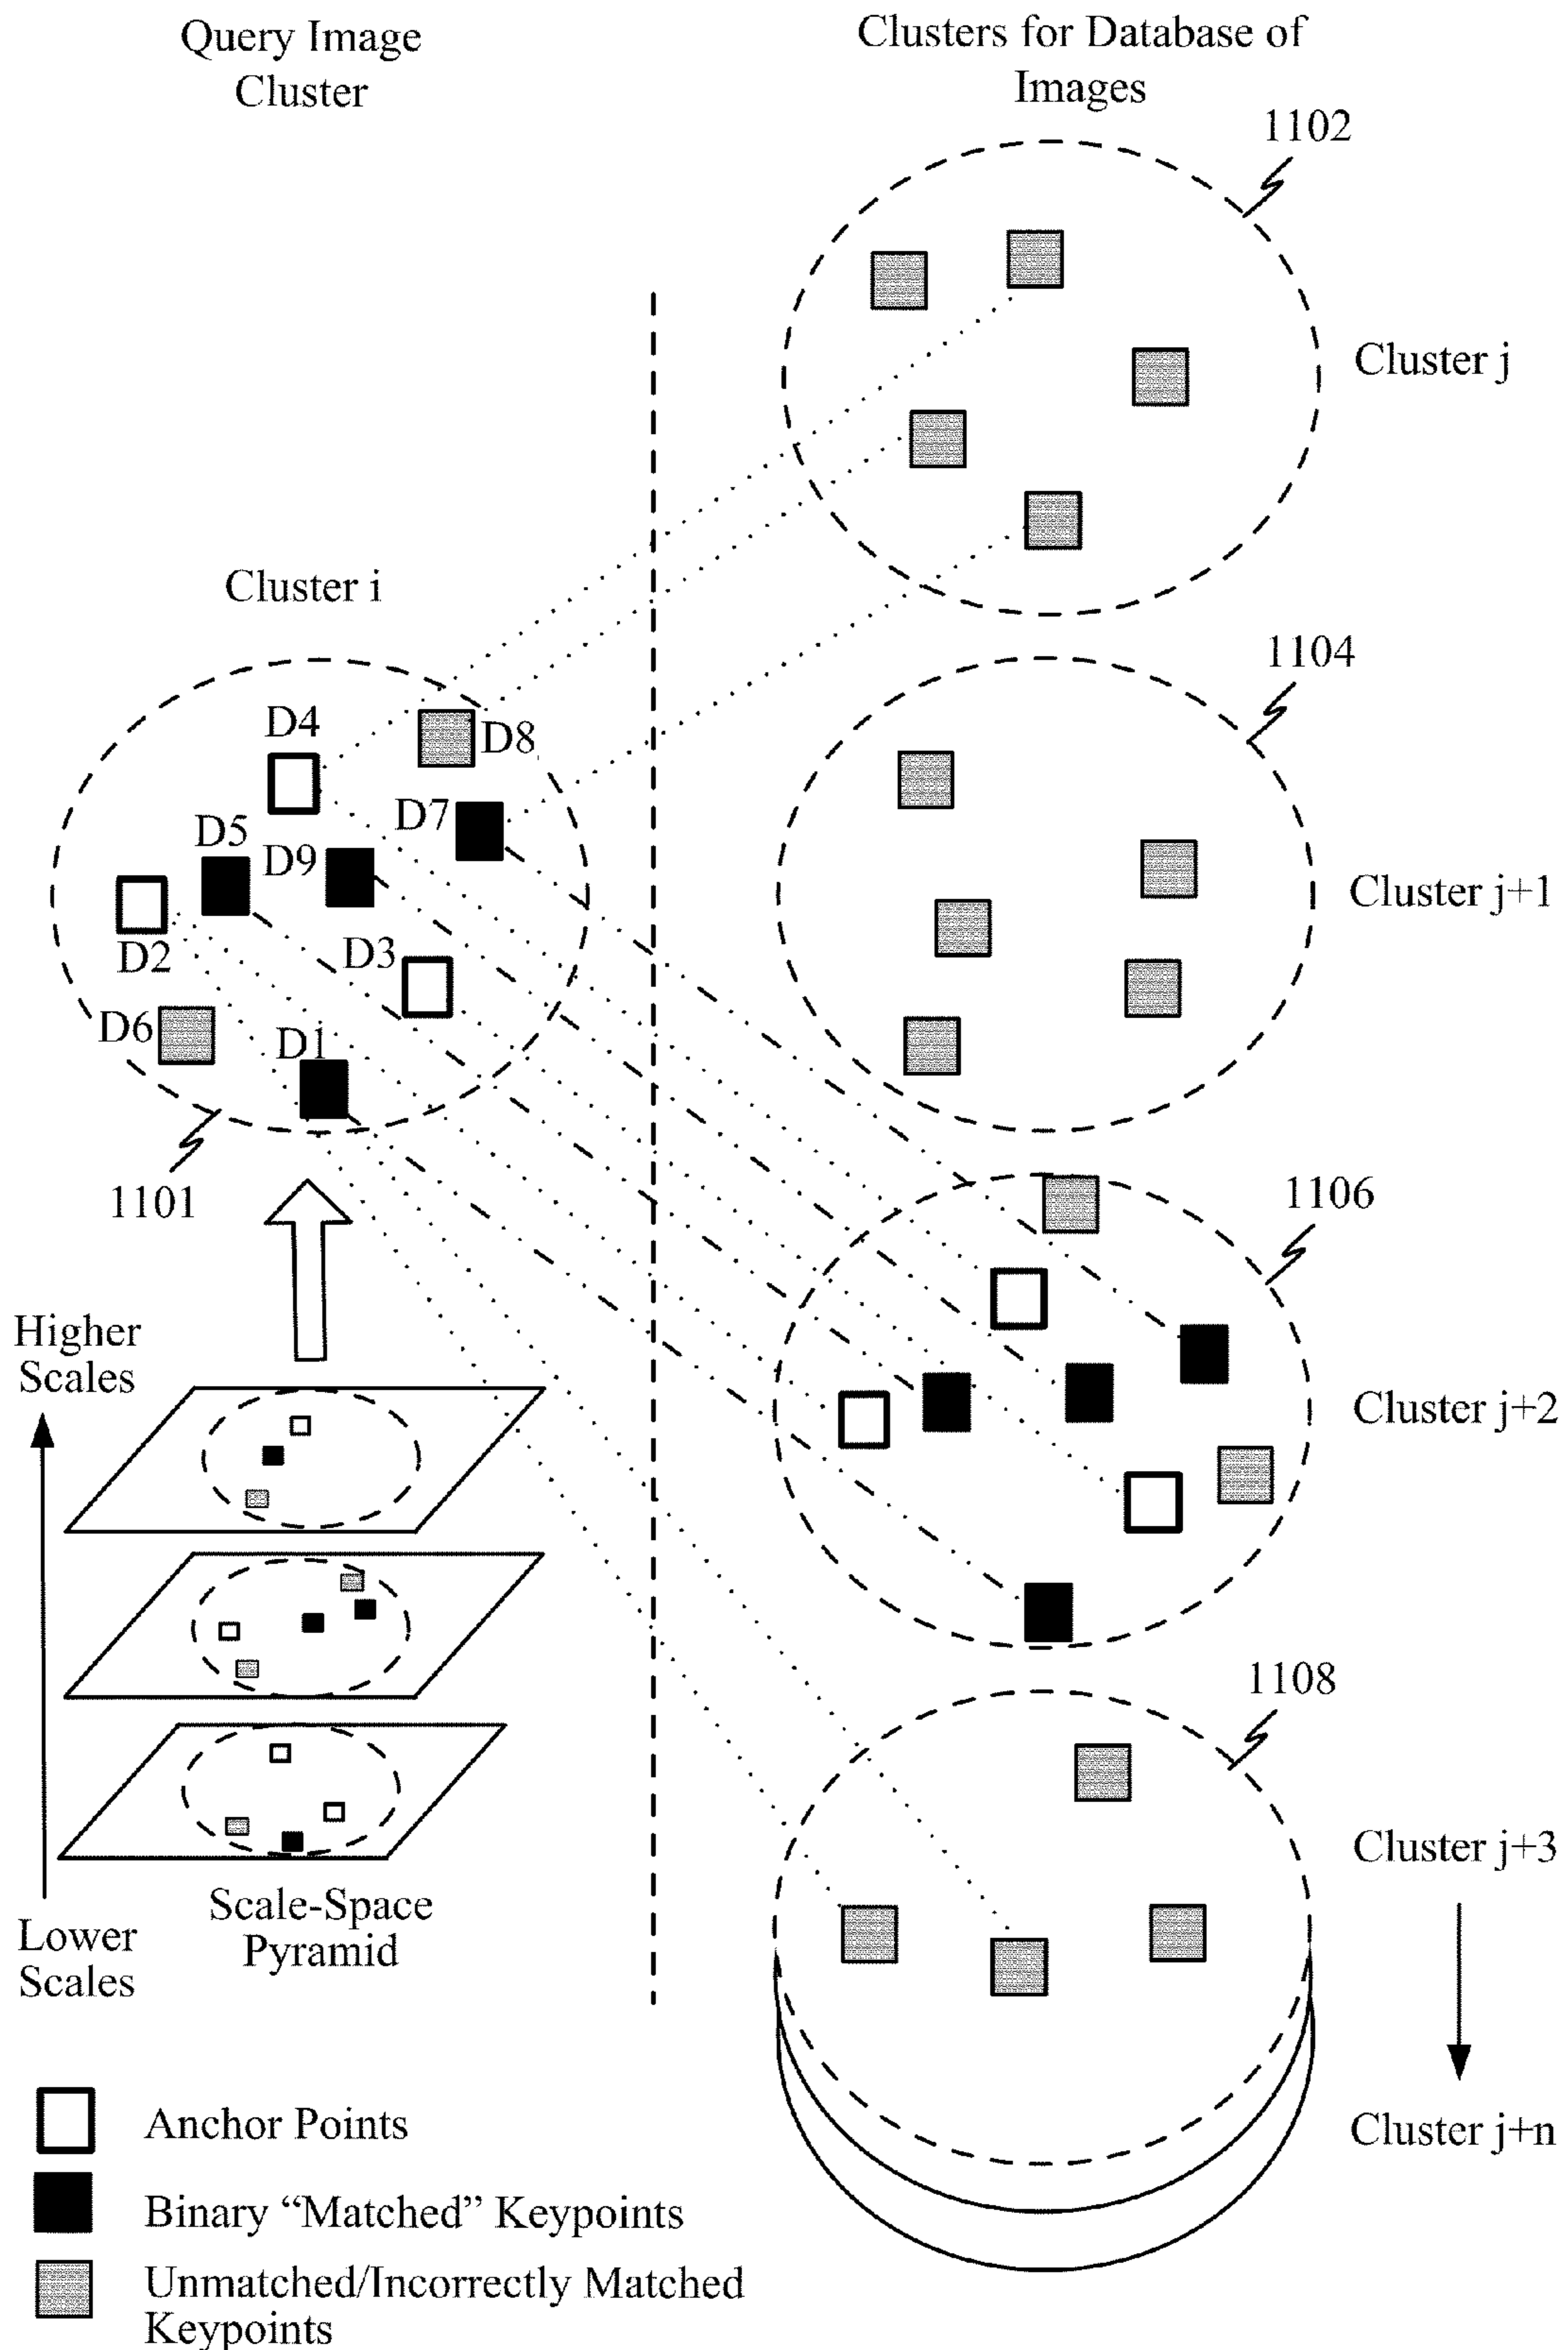 Query Image
Cluster
Clusters for Database of
Images
1102
Cluster j
Cluster i
1104
D4
D8
D7
D5
D9
Cluster j+1
D2
D3
D6
D1
1101
1106
Higher
Scales
Cluster j+2
1108
Cluster j+3
Scale-Space
Pyramid
Lower
Scales
Cluster j+n
Anchor Points
Binary “Matched” Keypoints
Unmatched/Incorrectly Matched
Keypoints